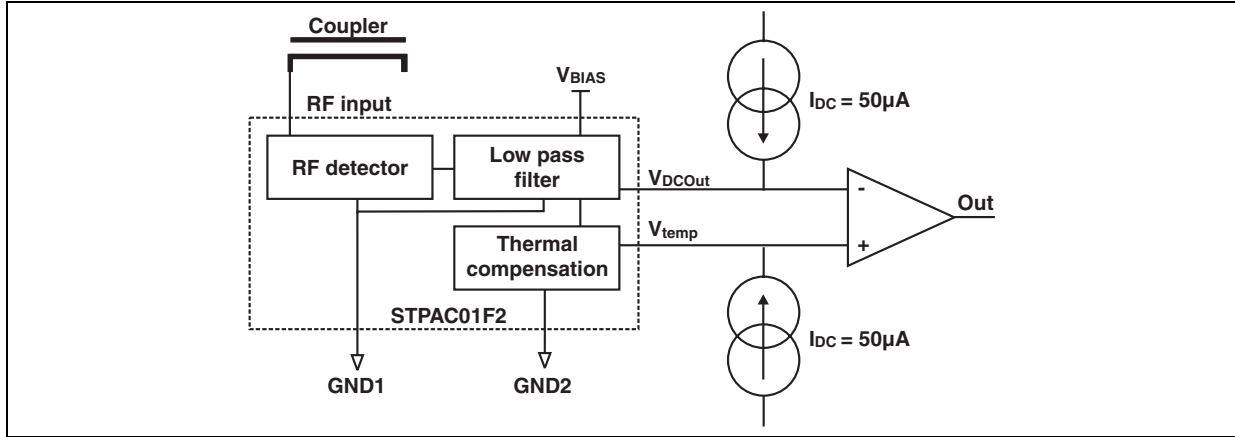 Coupler
RF input
VBIAS
IDC = 50µA
RF detector
Low pass
filter
VDCOut
-
Out
Vtemp
+
Thermal
compensation
STPAC01F2
IDC = 50µA
GND1
GND2